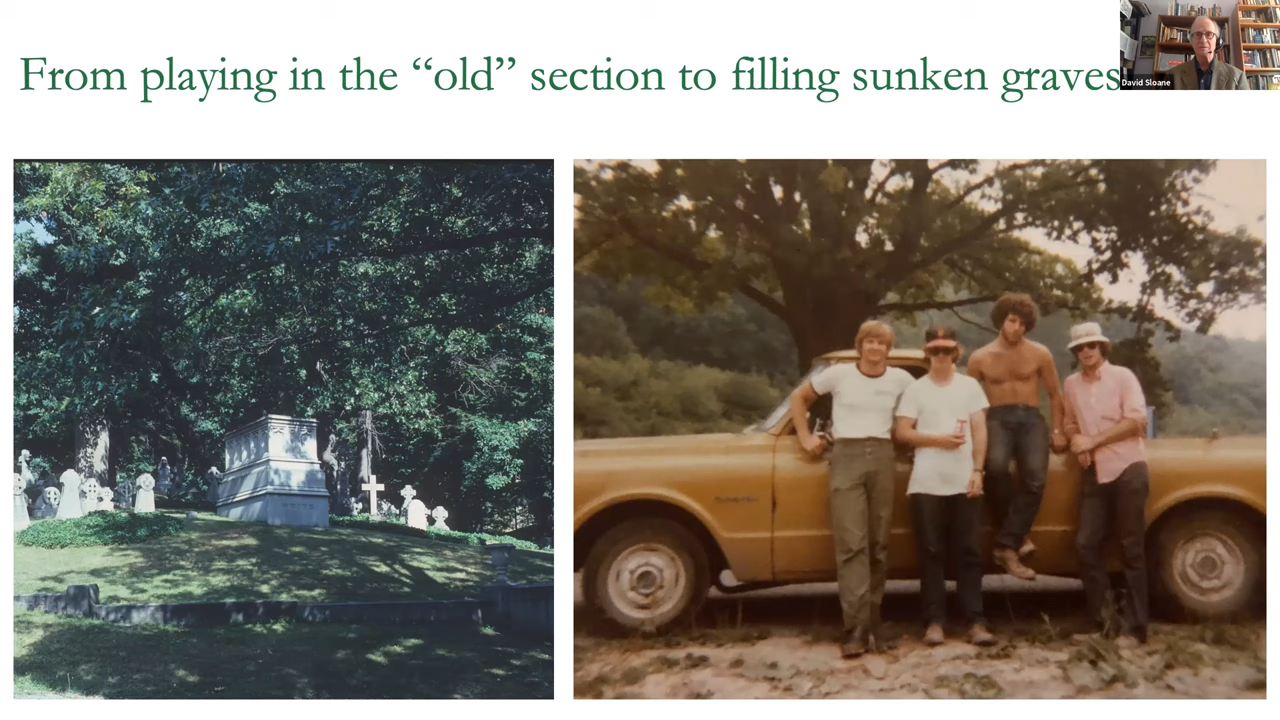 From playing in the “old” section to filling sunken graves
David Sloane